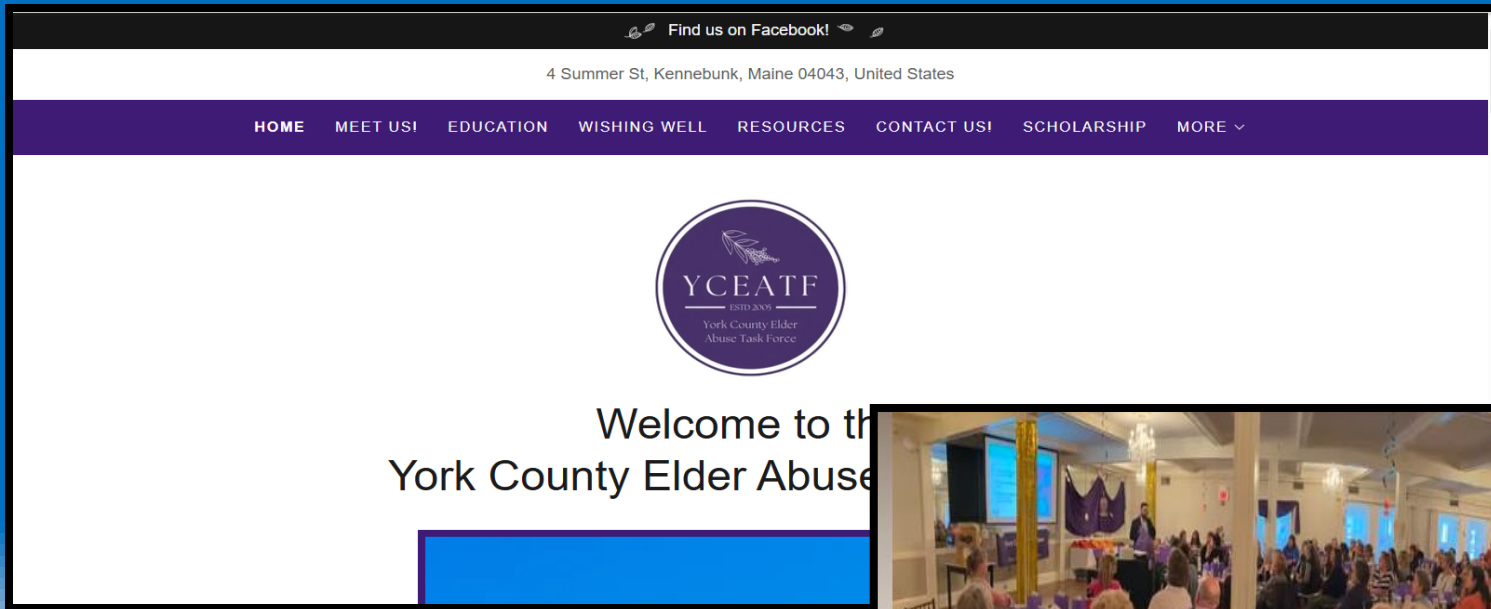 Find us on Facebook!
4 Summer St, Kennebunk, Maine 04043, United States
HOME MEET US! EDUCATION WISHING WELL RESOURCES CONTACT US! SCHOLARSHIP MORE
YCEATF
ESTD 2005
York County Elder
Abuse Task Force
Welcome to th
York County Elder Abuse